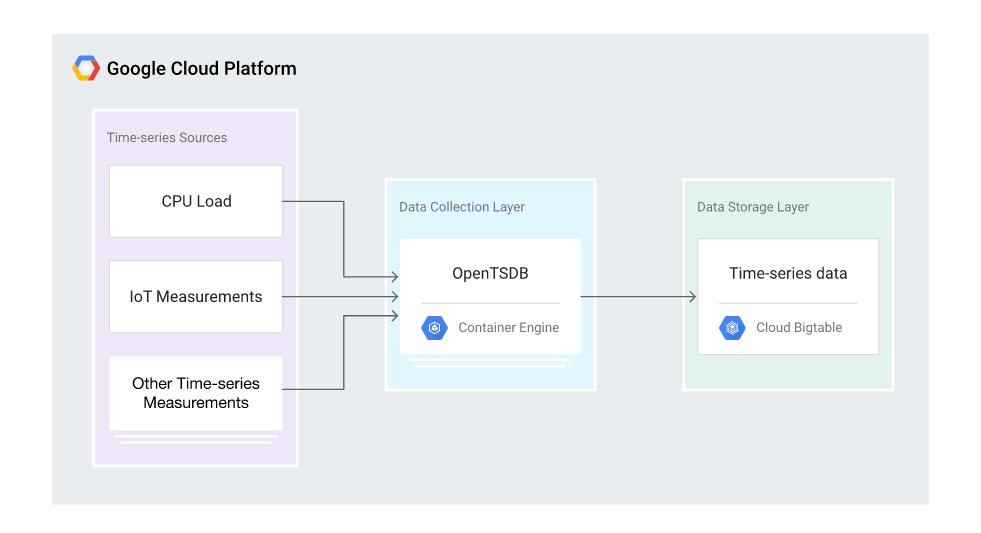 Google Cloud Platform
Time-series Sources
CPU Load
IoT Measurements
Other Time-series
Measurements
Data Collection Layer
OpenTSDB
Container Engine
Data Storage Layer
Time-series data
Cloud Bigtable